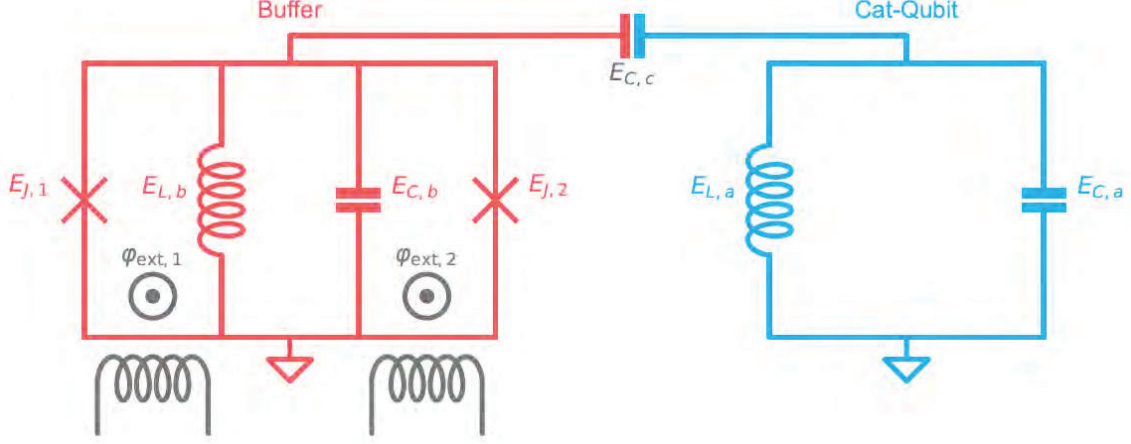 Buffer
Cat-Qubit
E_{C, c}
E_{J, 1}
E_{L, b}
E_{C, b}
E_{J, 2}
E_{L, a}
E_{C, a}
φ_{ext, 1}
φ_{ext, 2}